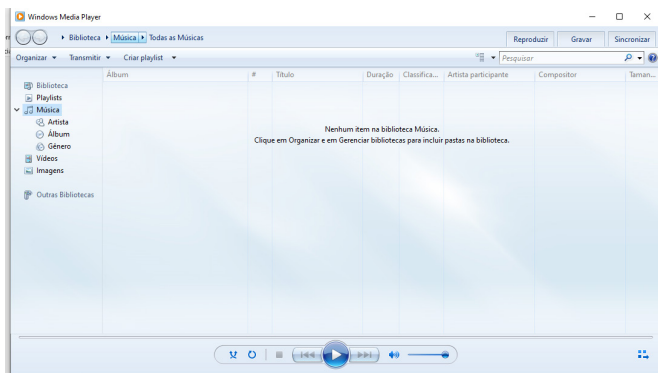 Windows Media Player
Biblioteca Música Todas as Músicas
Reproduzir Gravar Sincronizar
Organizar Transmitir Criar playlist
Pesquisar
Álbum # Título Duração Classifica... Artista participante Compositor Taman...
Biblioteca
Playlists
Música
Artista
Álbum
Gênero
Vídeos
Imagens
Outras Bibliotecas
Nenhum item na biblioteca Música.
Clique em Organizar e em Gerenciar bibliotecas para incluir pastas na biblioteca.